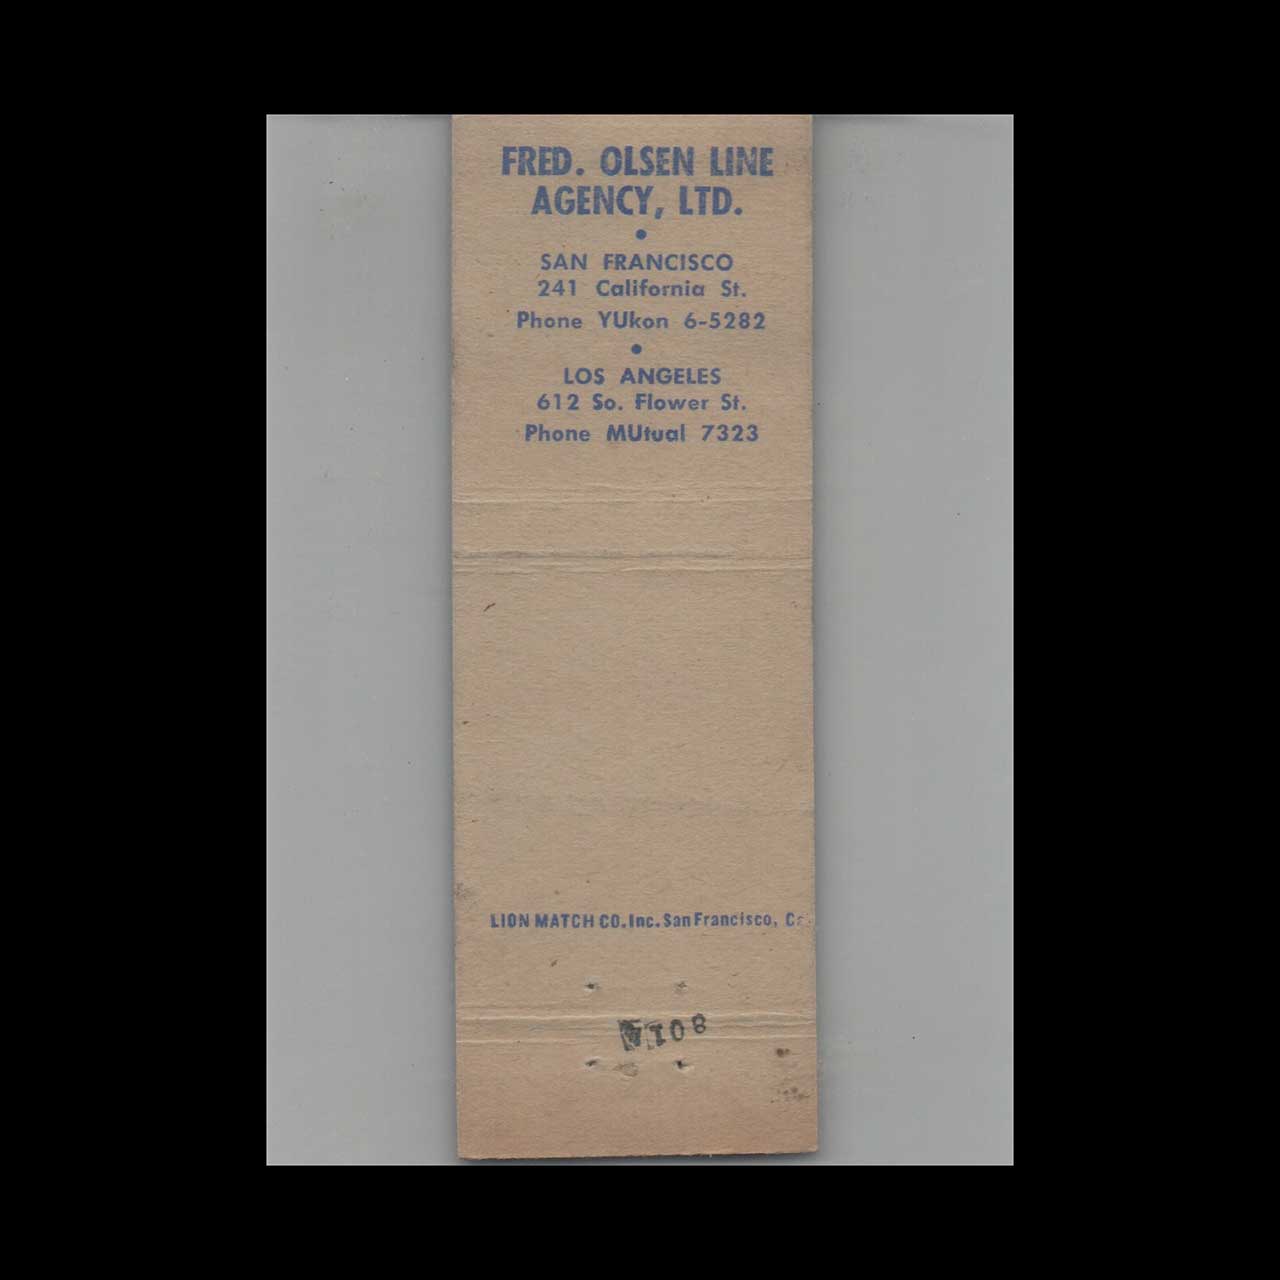 FRED. OLSEN LINE
AGENCY, LTD.
SAN FRANCISCO
241 California St.
Phone YUkon 6-5282
LOS ANGELES
612 So. Flower St.
Phone MUtual 7323
LION MATCH CO. Inc. San Francisco,